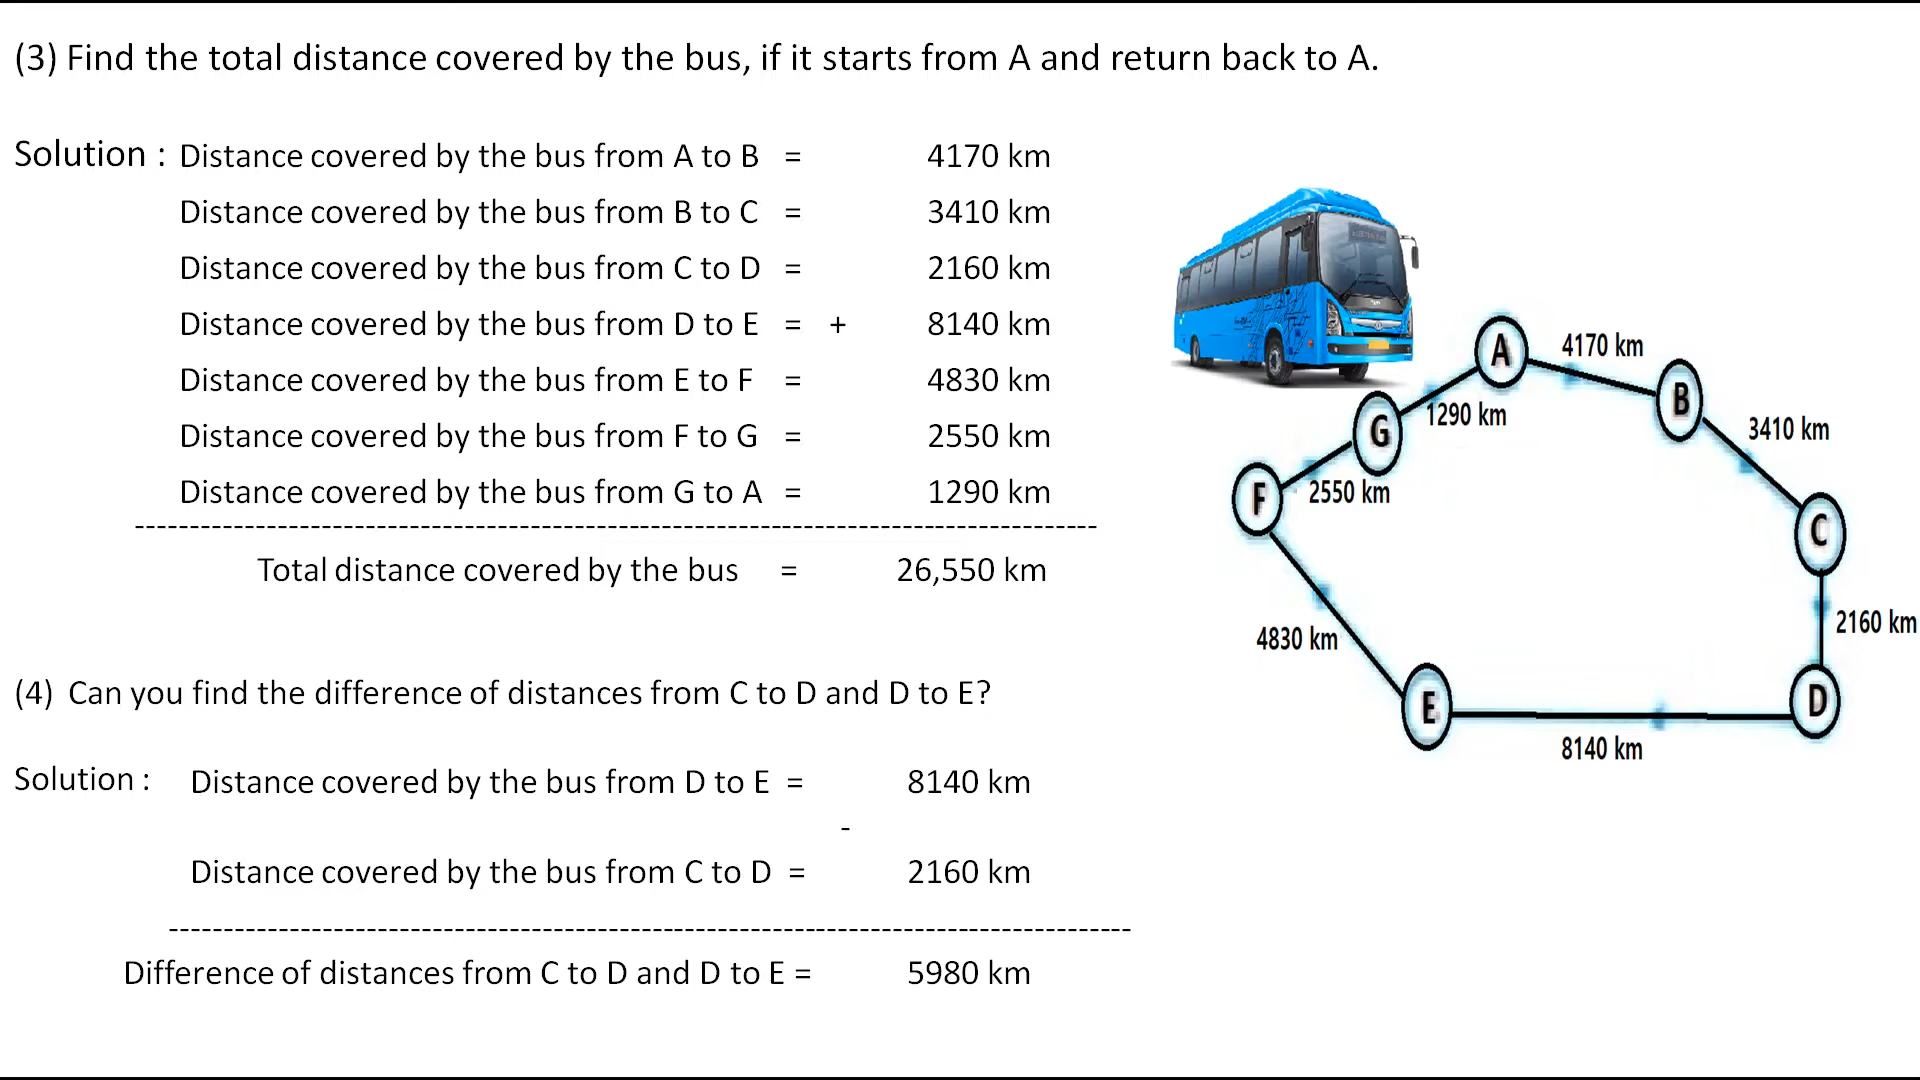 (3) Find the total distance covered by the bus, if it starts from A and return back to A.
Solution : Distance covered by the bus from A to B = 4170 km
Distance covered by the bus from B to C = 3410 km
Distance covered by the bus from C to D = 2160 km
Distance covered by the bus from D to E = + 8140 km
Distance covered by the bus from E to F = 4830 km
Distance covered by the bus from F to G = 2550 km
Distance covered by the bus from G to A = 1290 km
Total distance covered by the bus = 26,550 km
(4) Can you find the difference of distances from C to D and D to E?
Solution : Distance covered by the bus from D to E = 8140 km
-
Distance covered by the bus from C to D = 2160 km
Difference of distances from C to D and D to E = 5980 km
A
4170 km
B
1290 km
G
3410 km
F
2550 km
C
2160 km
4830 km
E
D
8140 km